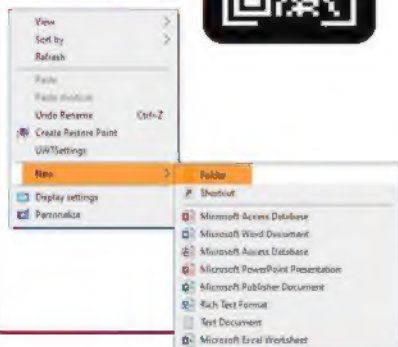 View
Sort by
Refresh
Paste
Paste shortcut
Undo Rename Ctrl+Z
Create Restore Point
UWTSettings
New
Display settings
Personalize
Folder
Shortcut
Microsoft Access Database
Microsoft Word Document
Microsoft Access Database
Microsoft PowerPoint Presentation
Microsoft Publisher Document
Rich Text Format
Text Document
Microsoft Excel Worksheet